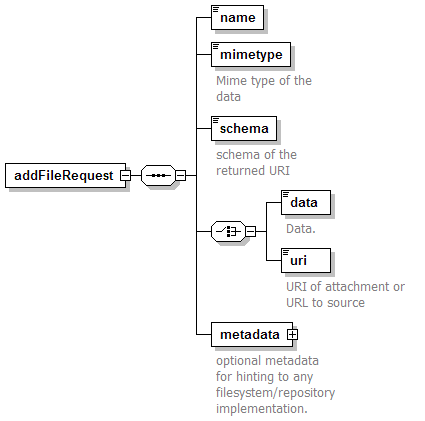 name
mimetype
Mime type of the
data
schema
schema of the
returned URI
addFileRequest
data
Data.
uri
URI of attachment or
URL to source
metadata
optional metadata
for hinting to any
filesystem/repository
implementation.